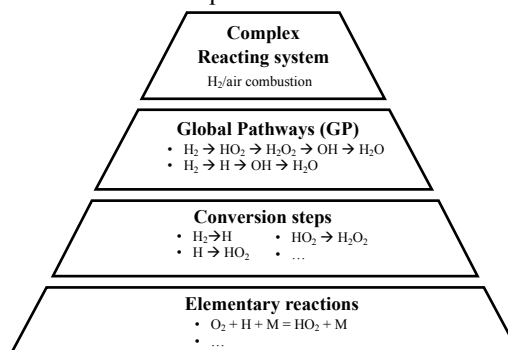 Complex
Reacting system
H₂/air combustion
Global Pathways (GP)
• H₂ → HO₂ → H₂O₂ → OH → H₂O
• H₂ → H → OH → H₂O
Conversion steps
• H₂→H • HO₂ → H₂O₂
• H → HO₂ • ...
Elementary reactions
• O₂ + H + M = HO₂ + M
• ...